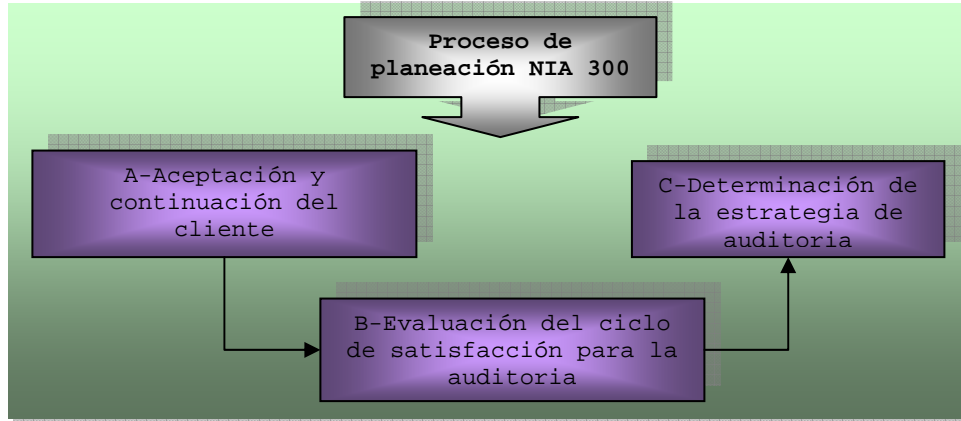 Proceso de
planeación NIA 300
A-Aceptación y
continuación del
cliente
B-Evaluación del ciclo
de satisfacción para la
auditoria
C-Determinación de
la estrategia de
auditoria